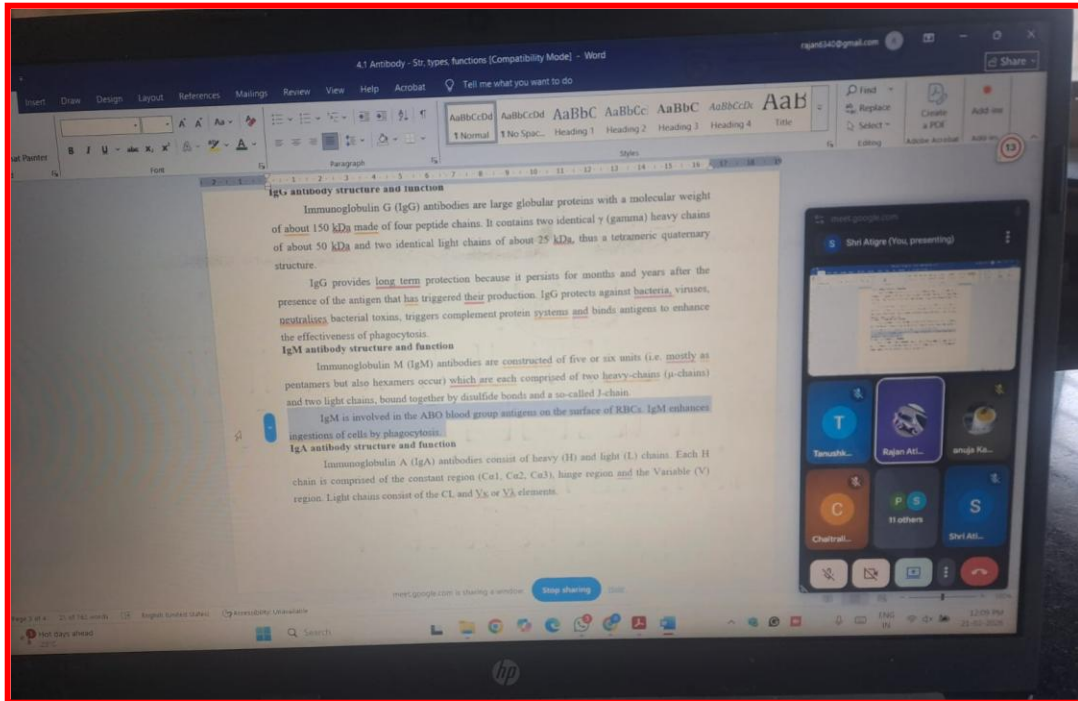 4.1 Antibody - Str, types, functions [Compatibility Mode] - Word
rajan6340@gmail.com
Share
Insert Draw Design Layout References Mailings Review View Help Acrobat Tell me what you want to do
Painter
B I U abc X₂ X² A
Font
Paragraph
AaBbCcDd AaBbCcDd AaBbC AaBbCc AaBbC AaBbCcDc AaB
¶ Normal ¶ No Spac... Heading 1 Heading 2 Heading 3 Heading 4 Title
Styles
Find
Replace
Select
Editing
Create a PDF
Adobe Acrobat
Add-ins
13
IgG antibody structure and function
Immunoglobulin G (IgG) antibodies are large globular proteins with a molecular weight
of about 150 kDa made of four peptide chains. It contains two identical γ (gamma) heavy chains
of about 50 kDa and two identical light chains of about 25 kDa, thus a tetrameric quaternary
structure.
IgG provides long term protection because it persists for months and years after the
presence of the antigen that has triggered their production. IgG protects against bacteria, viruses,
neutralises bacterial toxins, triggers complement protein systems and binds antigens to enhance
the effectiveness of phagocytosis.
IgM antibody structure and function
Immunoglobulin M (IgM) antibodies are constructed of five or six units (i.e. mostly as
pentamers but also hexamers occur) which are each comprised of two heavy-chains (μ-chains)
and two light chains, bound together by disulfide bonds and a so-called J-chain.
IgM is involved in the ABO blood group antigens on the surface of RBCs. IgM enhances
ingestions of cells by phagocytosis.
IgA antibody structure and function
Immunoglobulin A (IgA) antibodies consist of heavy (H) and light (L) chains. Each H
chain is comprised of the constant region (Cα1, Cα2, Cα3), hinge region and the Variable (V)
region. Light chains consist of the CL and Vκ or Vλ elements.
meet.google.com
S Shri Atigre (You, presenting)
T
Tanushk...
Rajan Ati...
anuja Ka...
C
Chaitrali...
P S
11 others
S
Shri Ati...
meet.google.com is sharing a window.
Stop sharing
Hide
Page 3 of 4 words English (United States) Accessibility: Unavailable
Hot days ahead
Search
ENG
IN
12:09 PM
hp